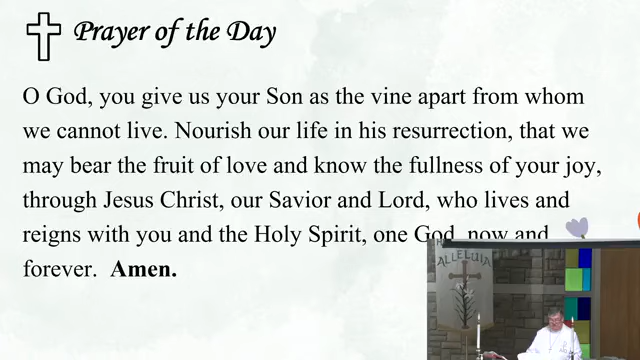 Prayer of the Day
O God, you give us your Son as the vine apart from whom
we cannot live. Nourish our life in his resurrection, that we
may bear the fruit of love and know the fullness of your joy,
through Jesus Christ, our Savior and Lord, who lives and
reigns with you and the Holy Spirit, one God, now and
forever. Amen.
ALLELUIA